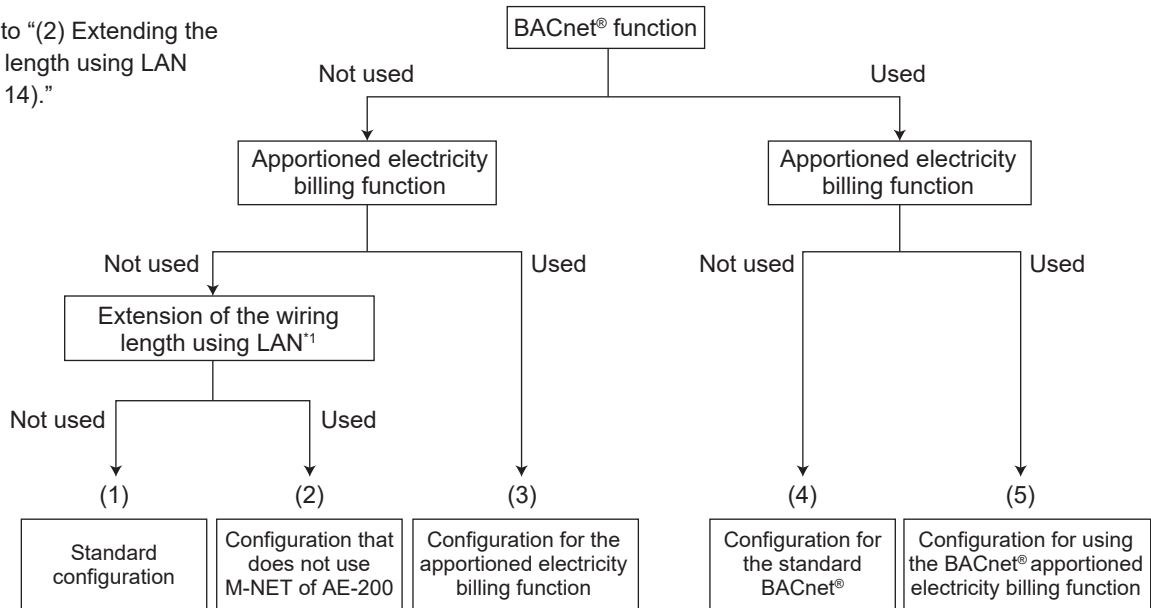 to “(2) Extending the
length using LAN
14).”
BACnet® function
Not used
Used
Apportioned electricity
billing function
Apportioned electricity
billing function
Not used
Used
Not used
Used
Extension of the wiring
length using LAN*1
Not used
Used
(1)
(2)
(3)
(4)
(5)
Standard
configuration
Configuration that
does not use
M-NET of AE-200
Configuration for the
apportioned electricity
billing function
Configuration for
the standard
BACnet®
Configuration for using
the BACnet® apportioned
electricity billing function